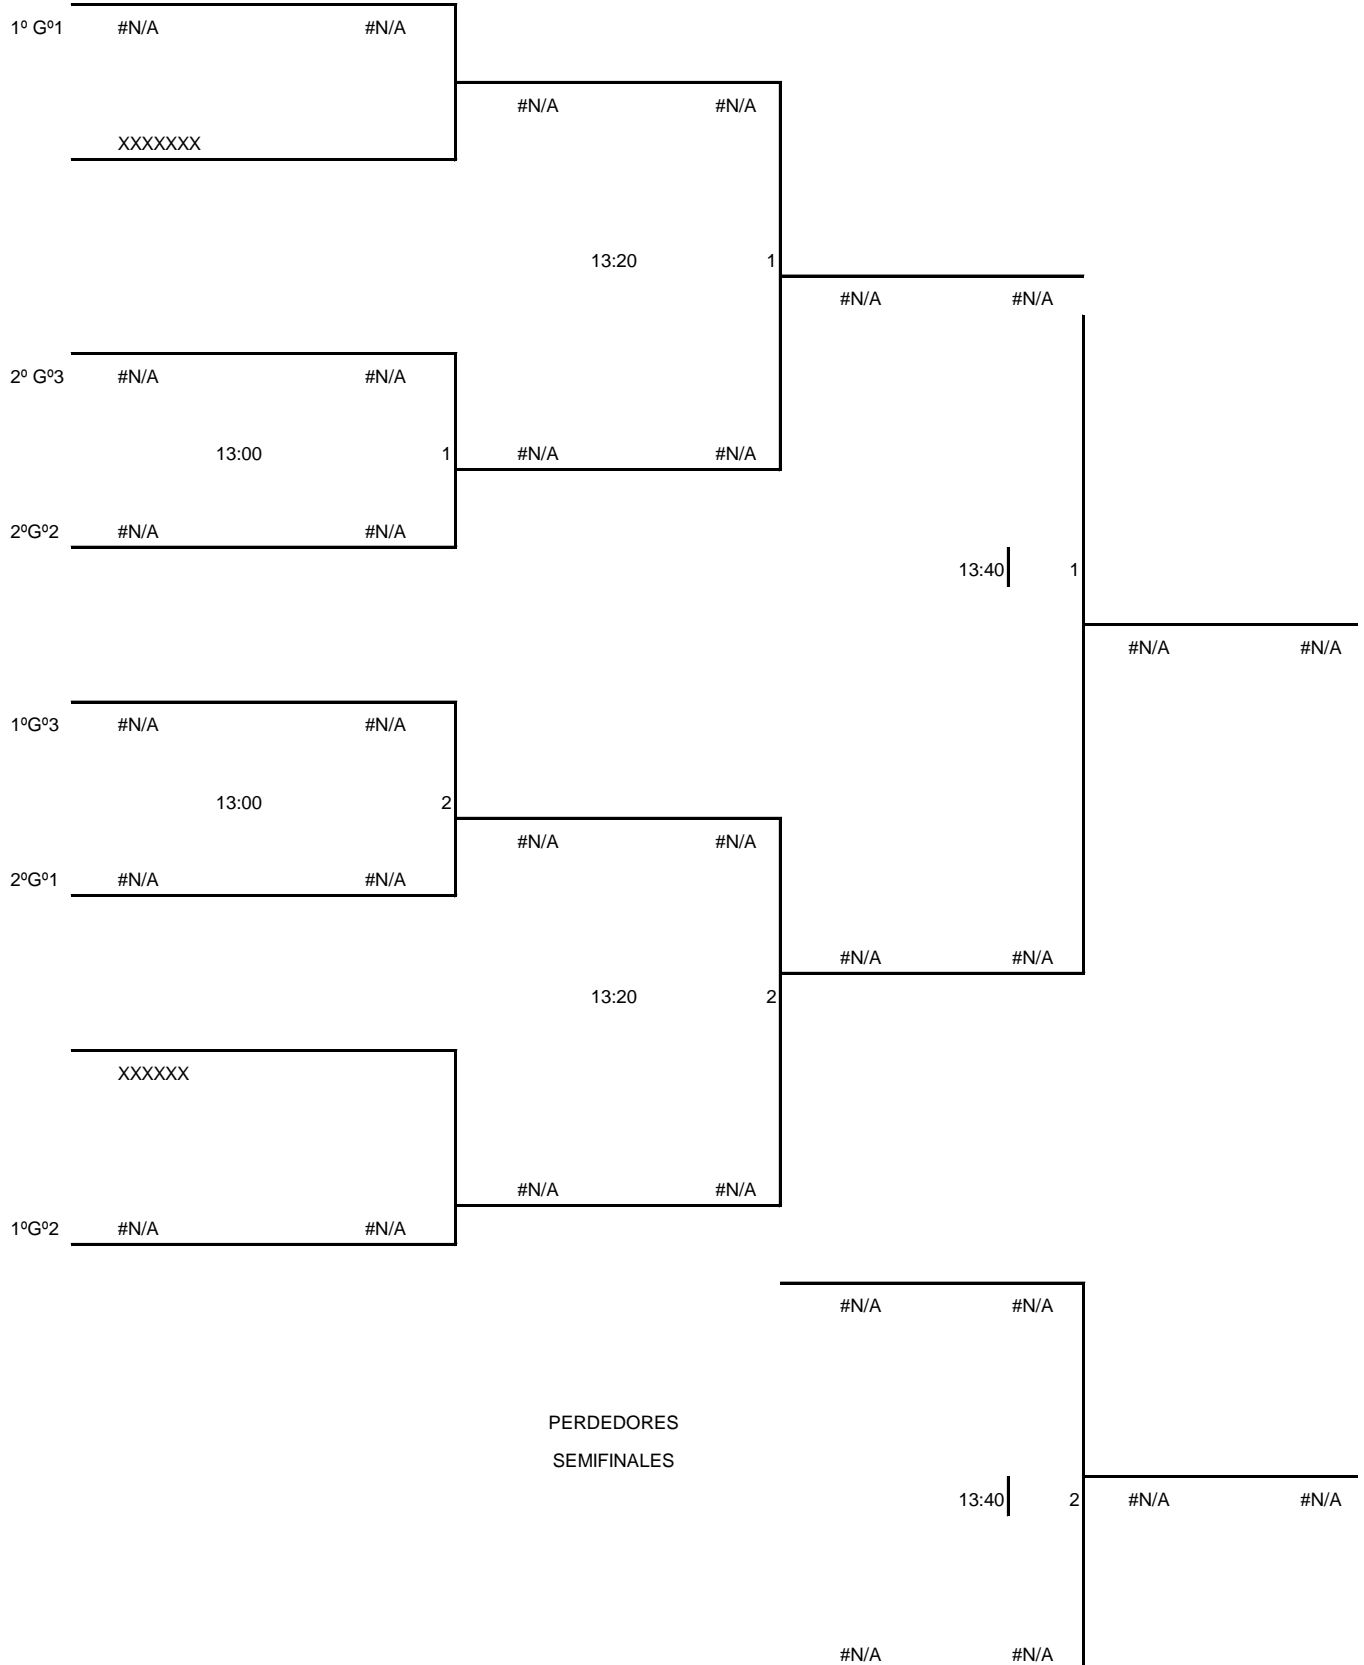 1º Gº1 #N/A #N/A
#N/A #N/A
XXXXXXX
13:20 1
#N/A #N/A
2º Gº3 #N/A #N/A
13:00 1 #N/A #N/A
2ºGº2 #N/A #N/A
13:40 1
#N/A #N/A
1ºGº3 #N/A #N/A
13:00 2
#N/A #N/A
2ºGº1 #N/A #N/A
#N/A #N/A
13:20 2
XXXXXX
#N/A #N/A
1ºGº2 #N/A #N/A
#N/A #N/A
PERDEDORES
SEMIFINALES
13:40 2 #N/A #N/A
#N/A #N/A